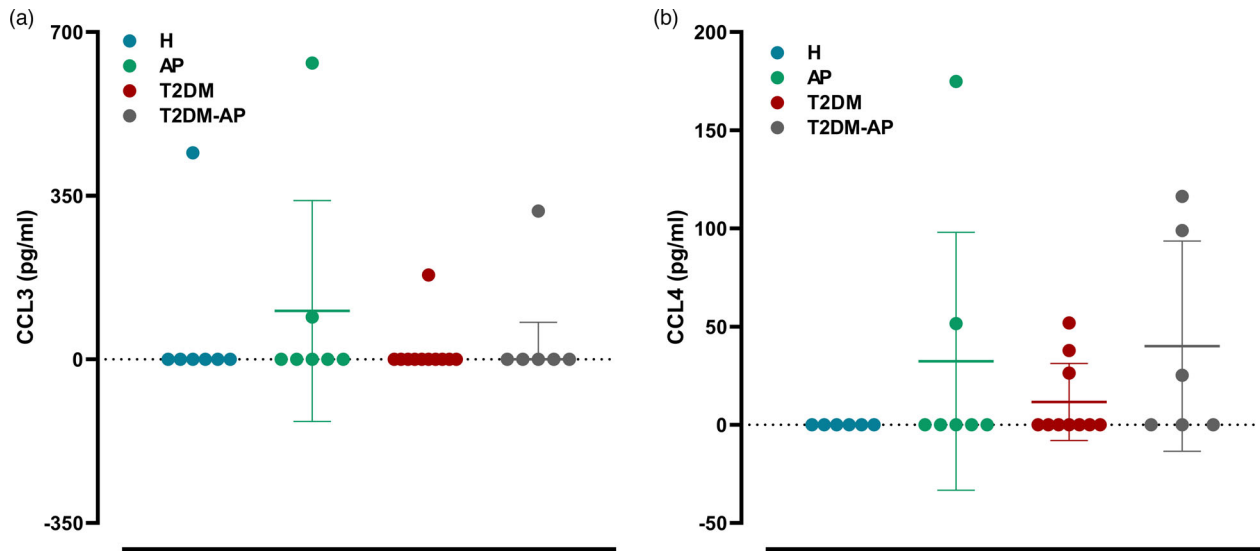 (a)
700
350
0
-350
CCL3 (pg/ml)
H
AP
T2DM
T2DM-AP
(b)
200
150
100
50
0
-50
CCL4 (pg/ml)
H
AP
T2DM
T2DM-AP